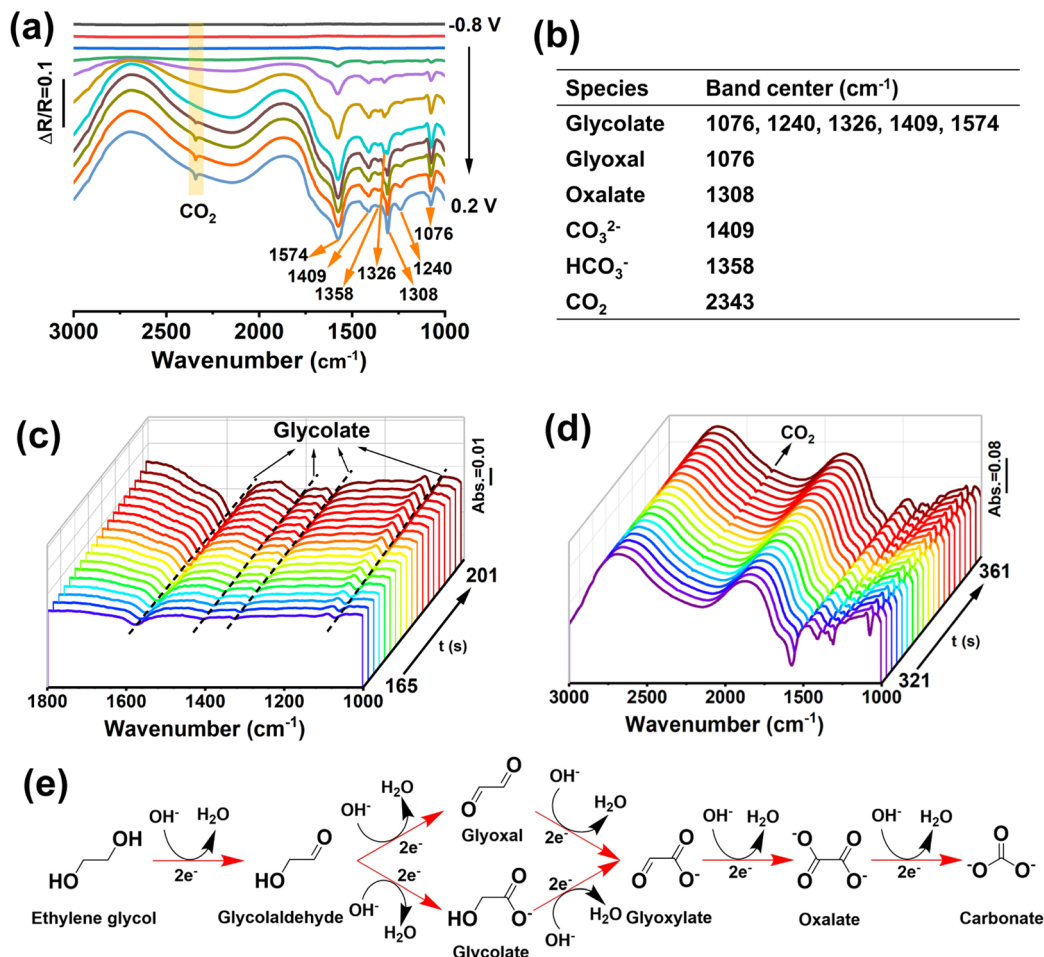 (a)
-0.8 V
ΔR/R=0.1
CO₂
0.2 V
1574
1409
1358
1326
1308
1240
1076
3000 2500 2000 1500 1000
Wavenumber (cm⁻¹)
(b)
Species Band center (cm⁻¹)
Glycolate 1076, 1240, 1326, 1409, 1574
Glyoxal 1076
Oxalate 1308
CO₃²⁻ 1409
HCO₃⁻ 1358
CO₂ 2343
(c)
Glycolate
Abs.=0.01
201
t (s)
165
1800 1600 1400 1200 1000
Wavenumber (cm⁻¹)
(d)
CO₂
Abs.=0.08
361
t (s)
321
3000 2500 2000 1500 1000
Wavenumber (cm⁻¹)
(e)
HO
OH
Ethylene glycol
OH⁻
H₂O
2e⁻
HO
O
Glycolaldehyde
OH⁻
H₂O
2e⁻
O
O
Glyoxal
OH⁻
H₂O
2e⁻
2e⁻
OH⁻
H₂O
HO
O
O⁻
Glycolate
2e⁻
OH⁻
H₂O
O
O
O⁻
Glyoxylate
OH⁻
H₂O
2e⁻
⁻O
O
O
O⁻
Oxalate
OH⁻
H₂O
2e⁻
O
⁻O
O⁻
Carbonate